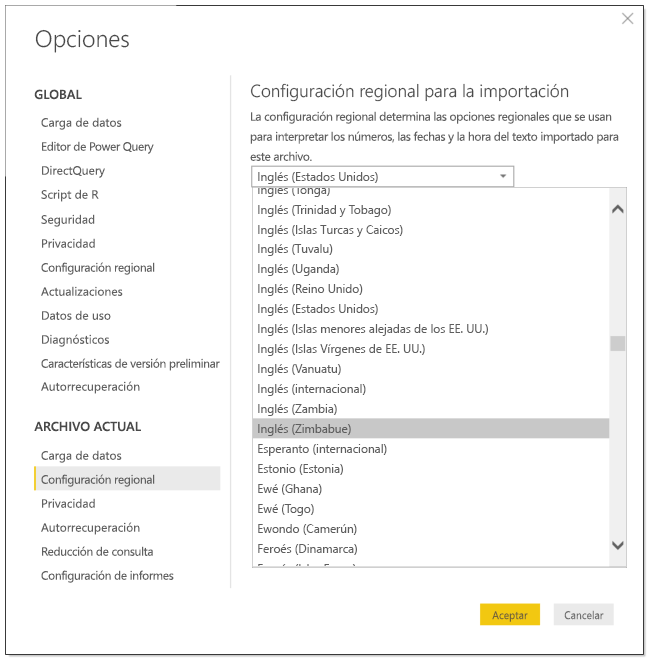 Opciones
GLOBAL
Carga de datos
Editor de Power Query
DirectQuery
Script de R
Seguridad
Privacidad
Configuración regional
Actualizaciones
Datos de uso
Diagnósticos
Características de versión preliminar
Autorrecuperación
ARCHIVO ACTUAL
Carga de datos
Configuración regional
Privacidad
Autorrecuperación
Reducción de consulta
Configuración de informes
Configuración regional para la importación
La configuración regional determina las opciones regionales que se usan
para interpretar los números, las fechas y la hora del texto importado para
este archivo.
Inglés (Estados Unidos)
Inglés (Tonga)
Inglés (Trinidad y Tobago)
Inglés (Islas Turcas y Caicos)
Inglés (Tuvalu)
Inglés (Uganda)
Inglés (Reino Unido)
Inglés (Estados Unidos)
Inglés (Islas menores alejadas de los EE. UU.)
Inglés (Islas Vírgenes de EE. UU.)
Inglés (Vanuatu)
Inglés (internacional)
Inglés (Zambia)
Inglés (Zimbabue)
Esperanto (internacional)
Estonio (Estonia)
Ewé (Ghana)
Ewé (Togo)
Ewondo (Camerún)
Feroés (Dinamarca)
Aceptar
Cancelar